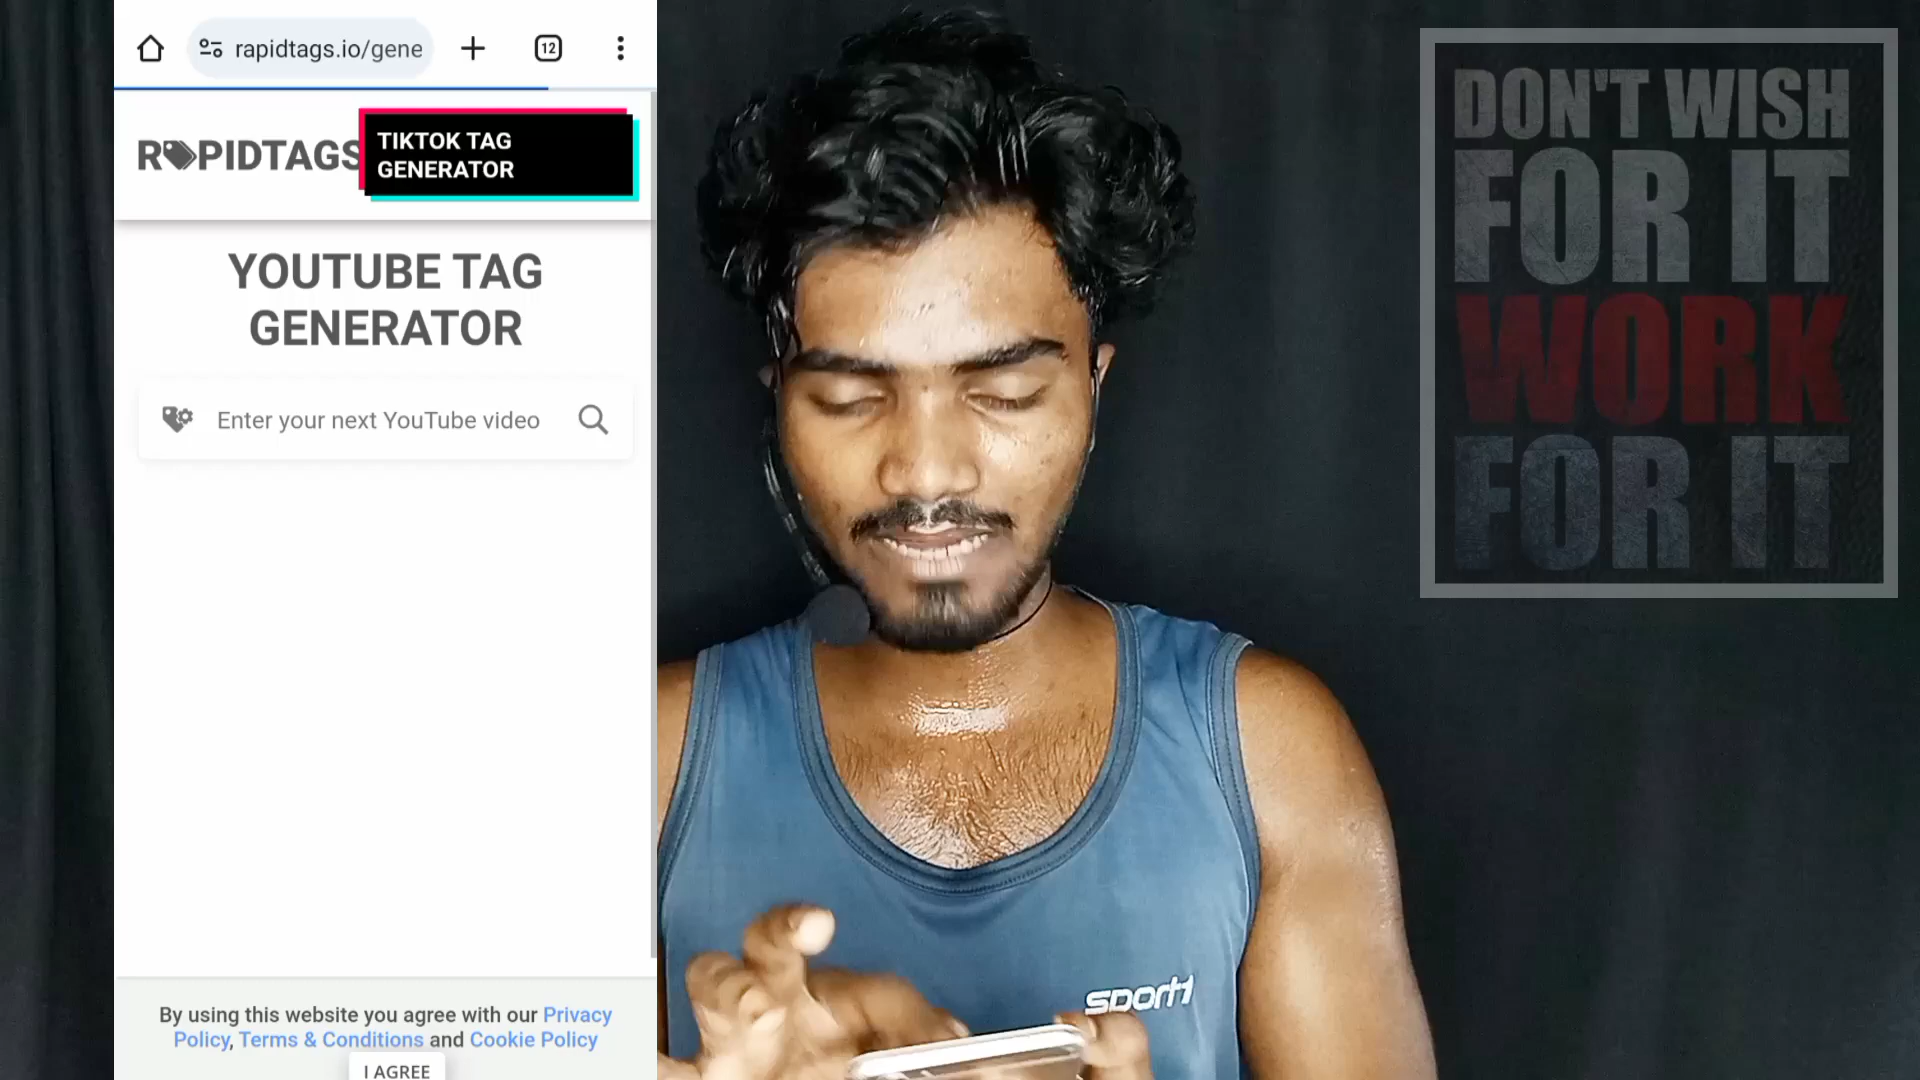 rapidtags.io/gene
12
RAPIDTAGS
TIKTOK TAG
GENERATOR
YOUTUBE TAG
GENERATOR
Enter your next YouTube video
By using this website you agree with our Privacy
Policy, Terms & Conditions and Cookie Policy
I AGREE
DON'T WISH
FOR IT
WORK
FOR IT
sport1